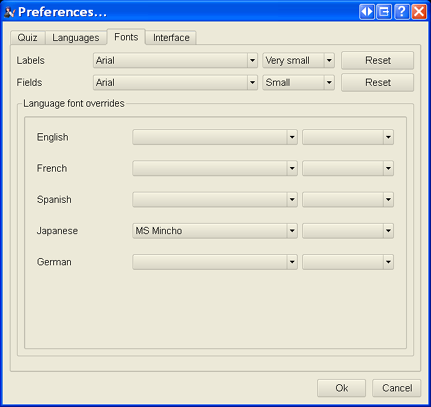 Preferences...
Quiz Languages Fonts Interface
Labels Arial Very small Reset
Fields Arial Small Reset
Language font overrides
English
French
Spanish
Japanese MS Mincho
German
Ok Cancel